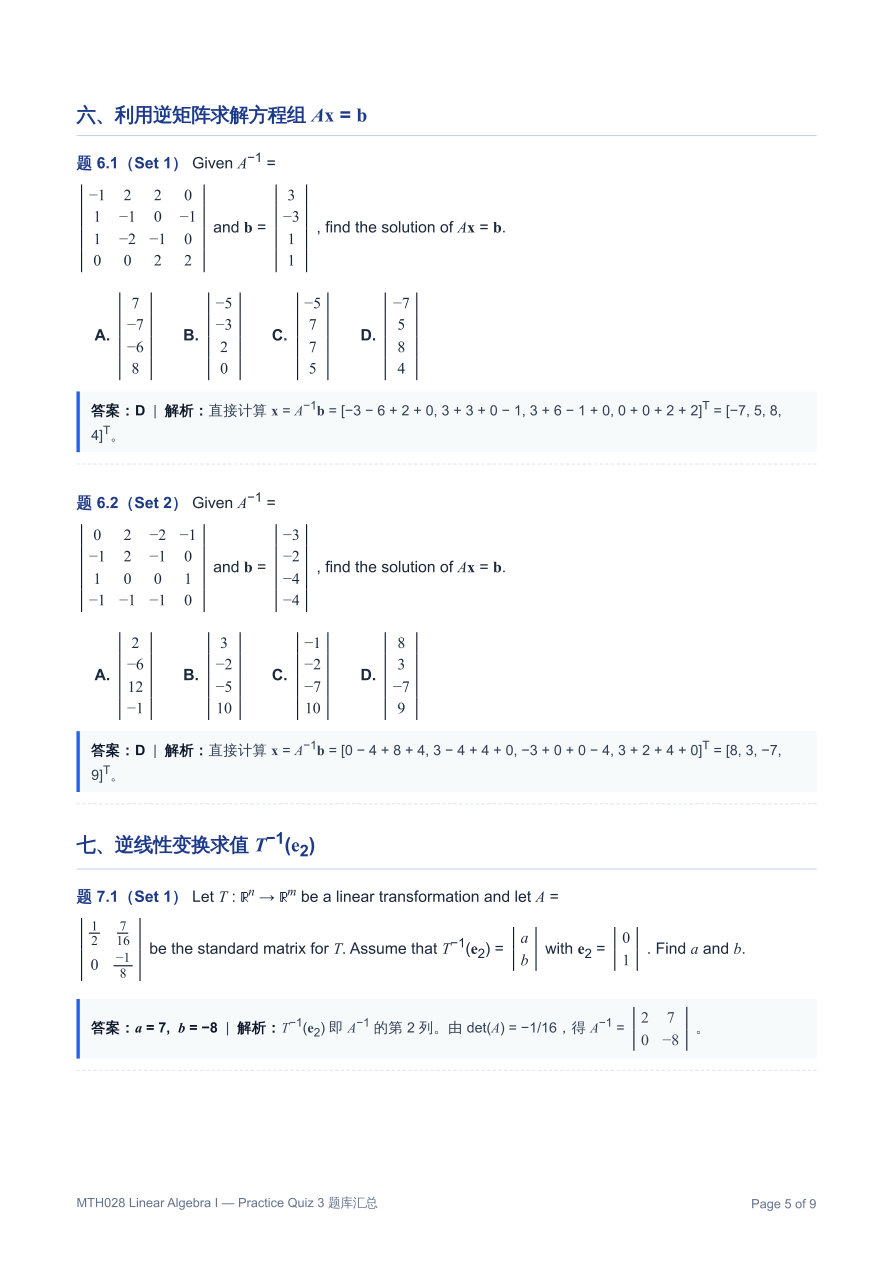 六、利用逆矩阵求解方程组 Ax = b
题 6.1（Set 1） Given A⁻¹ =
−1 2 2 0
1 −1 0 −1
1 −2 −1 0
0 0 2 2
and b =
3
−3
1
1
, find the solution of Ax = b.
A.
7
−7
−6
8
B.
−5
−3
2
0
C.
−5
7
7
5
D.
−7
5
8
4
答案：D | 解析：直接计算 x = A⁻¹b = [−3 − 6 + 2 + 0, 3 + 3 + 0 − 1, 3 + 6 − 1 + 0, 0 + 0 + 2 + 2]ᵀ = [−7, 5, 8,
4]ᵀ。
题 6.2（Set 2） Given A⁻¹ =
0 2 −2 −1
−1 2 −1 0
1 0 0 1
−1 −1 −1 0
and b =
−3
−2
−4
−4
, find the solution of Ax = b.
A.
2
−6
12
−1
B.
3
−2
−5
10
C.
−1
−2
−7
10
D.
8
3
−7
9
答案：D | 解析：直接计算 x = A⁻¹b = [0 − 4 + 8 + 4, 3 − 4 + 4 + 0, −3 + 0 + 0 − 4, 3 + 2 + 4 + 0]ᵀ = [8, 3, −7,
9]ᵀ。
七、逆线性变换求值 T⁻¹(e₂)
题 7.1（Set 1） Let T : ℝⁿ → ℝᵐ be a linear transformation and let A =
1/2 7/16
0 −1/8
be the standard matrix for T. Assume that T⁻¹(e₂) =
a
b
with e₂ =
0
1
. Find a and b.
答案：a = 7, b = −8 | 解析：T⁻¹(e₂) 即 A⁻¹ 的第 2 列。由 det(A) = −1/16，得 A⁻¹ =
2 7
0 −8
。
MTH028 Linear Algebra I — Practice Quiz 3 题库汇总
Page 5 of 9